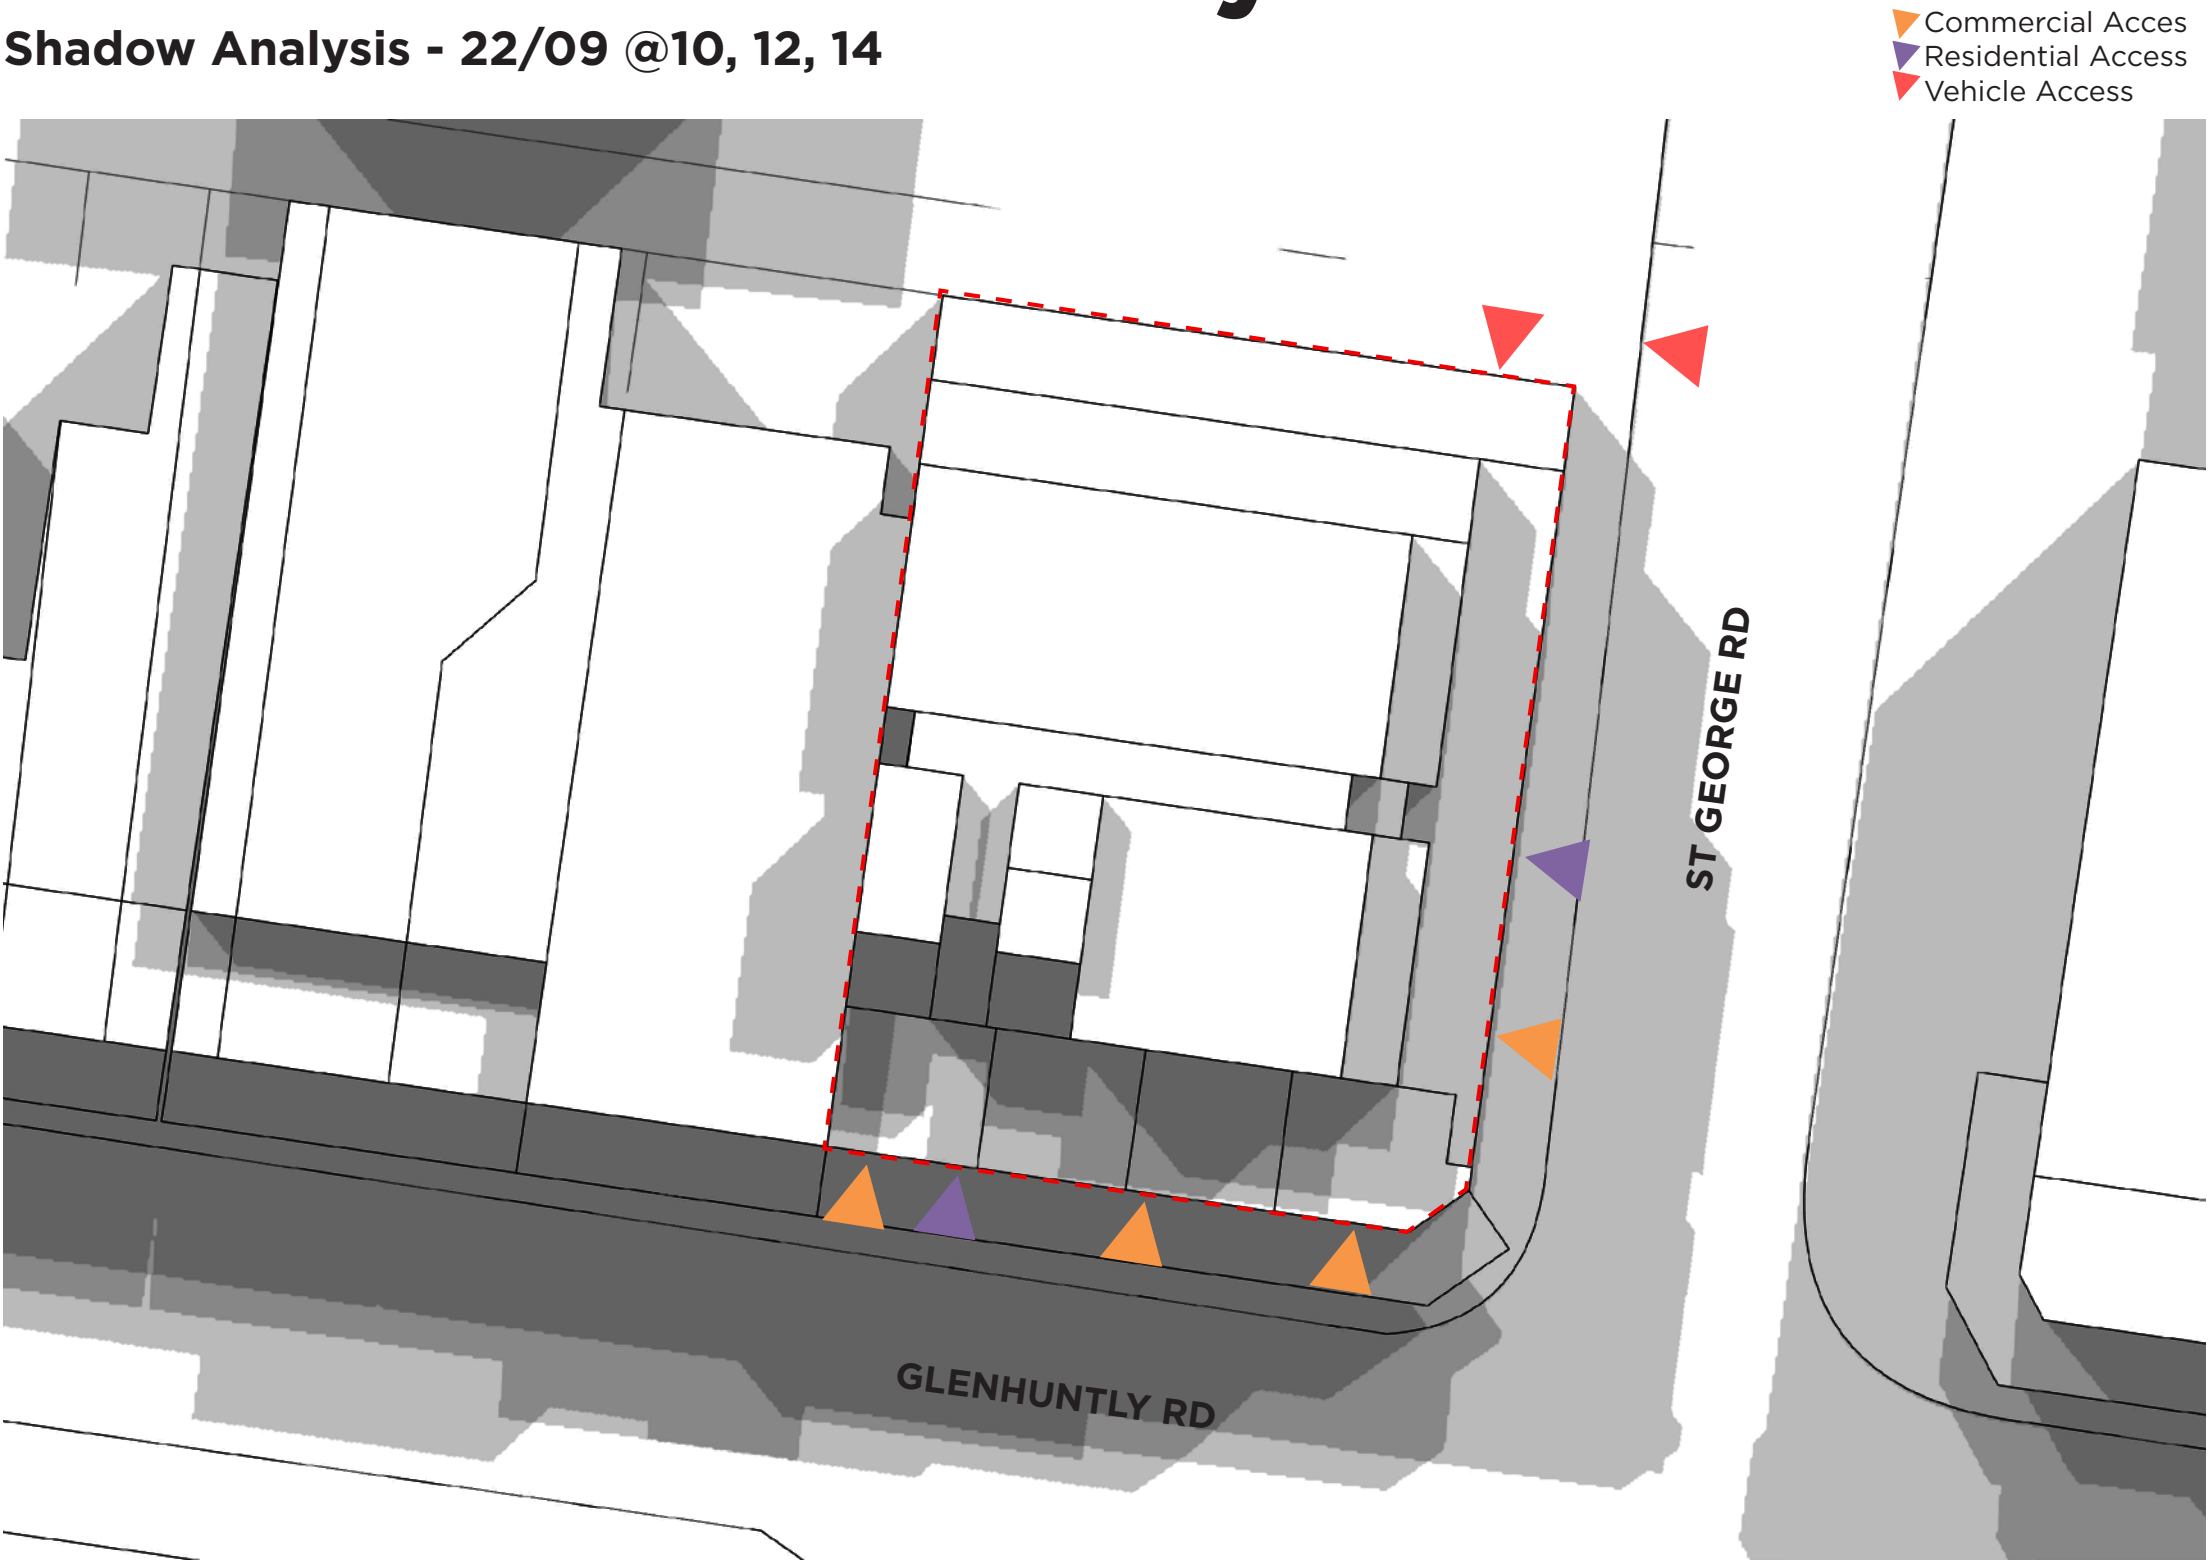 Shadow Analysis - 22/09 @10, 12, 14
Commercial Acces
Residential Access
Vehicle Access
ST GEORGE RD
GLENHUNTLY RD